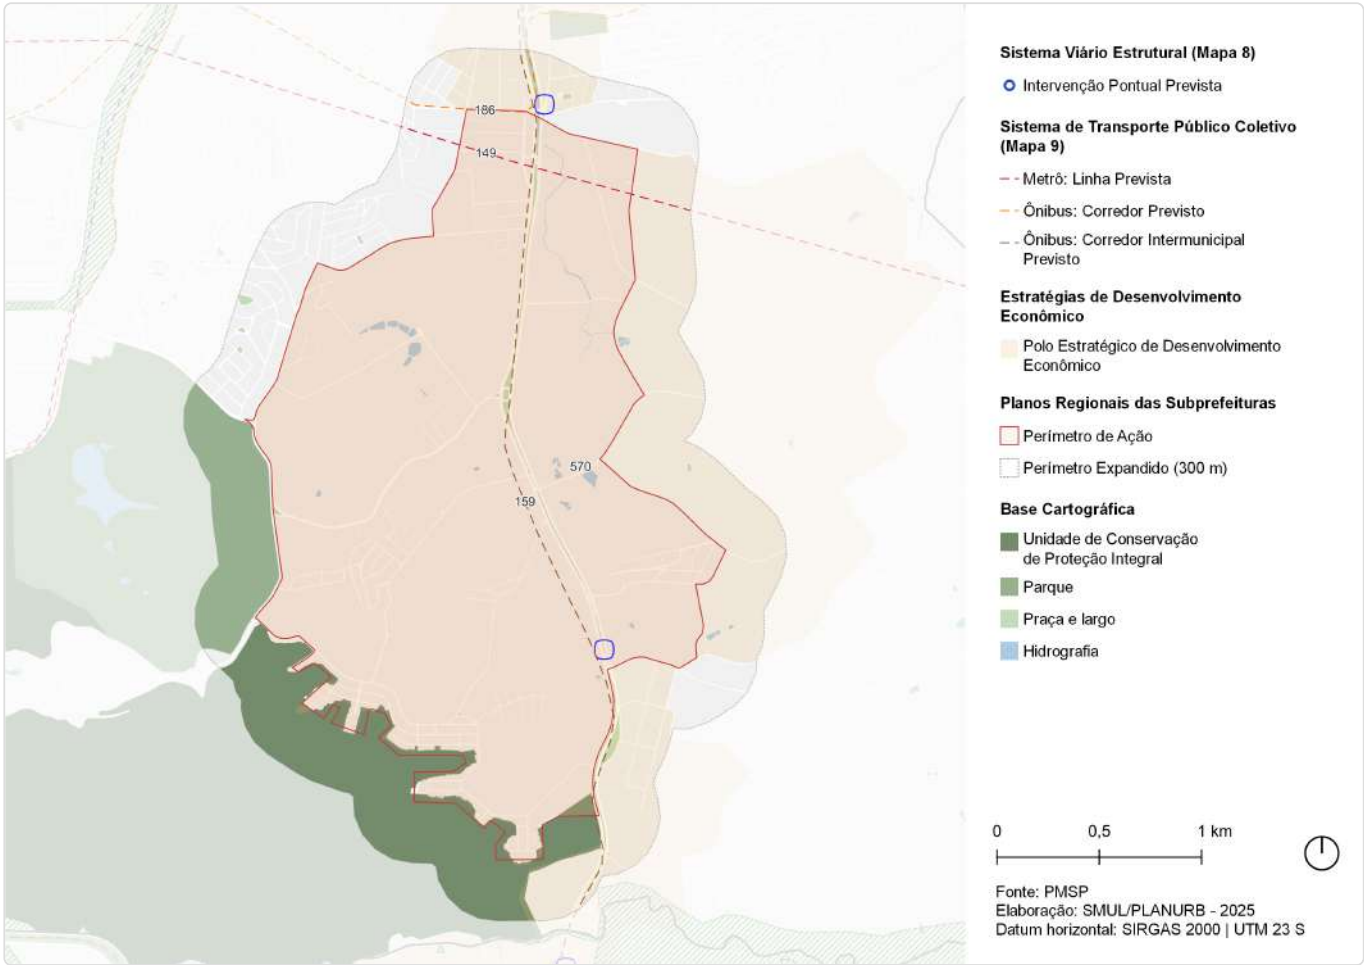 186
149
570
159
Sistema Viário Estrutural (Mapa 8)
Intervenção Pontual Prevista
Sistema de Transporte Público Coletivo
(Mapa 9)
Metrô: Linha Prevista
Ônibus: Corredor Previsto
Ônibus: Corredor Intermunicipal
Previsto
Estratégias de Desenvolvimento
Econômico
Polo Estratégico de Desenvolvimento
Econômico
Planos Regionais das Subprefeituras
Perímetro de Ação
Perímetro Expandido (300 m)
Base Cartográfica
Unidade de Conservação
de Proteção Integral
Parque
Praça e largo
Hidrografia
0 0,5 1 km
Fonte: PMSP
Elaboração: SMUL/PLANURB - 2025
Datum horizontal: SIRGAS 2000 | UTM 23 S